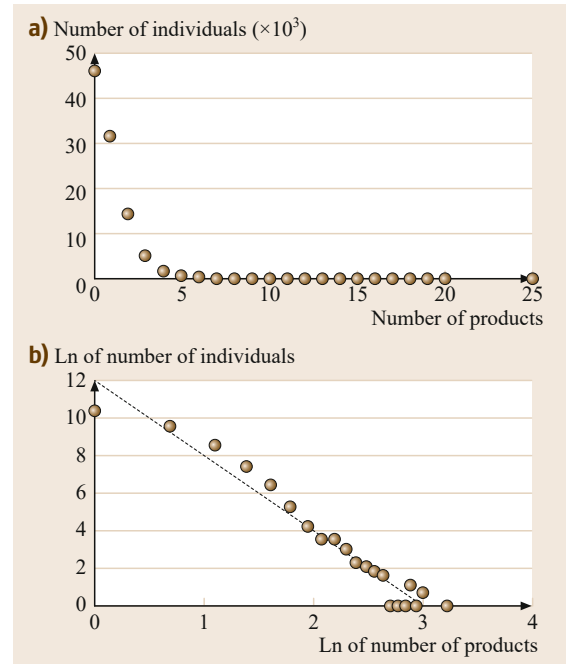 a) Number of individuals (×10³)
50
40
30
20
10
0
0 5 10 15 20 25
Number of products
b) Ln of number of individuals
12
10
8
6
4
2
0
0 1 2 3 4
Ln of number of products